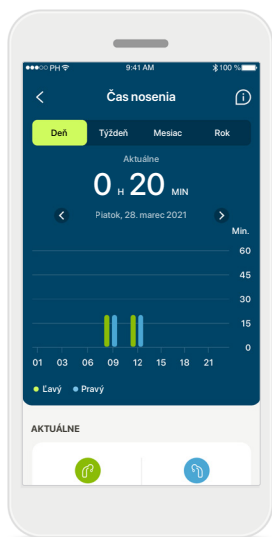 PH 9:41 AM 100 %
Čas nosenia
Deň Týždeň Mesiac Rok
Aktuálne
0 H 20 MIN
Piatok, 28. marec 2021
Min.
60
45
30
15
0
01 03 06 09 12 15 18 21
Ľavý Pravý
AKTUÁLNE